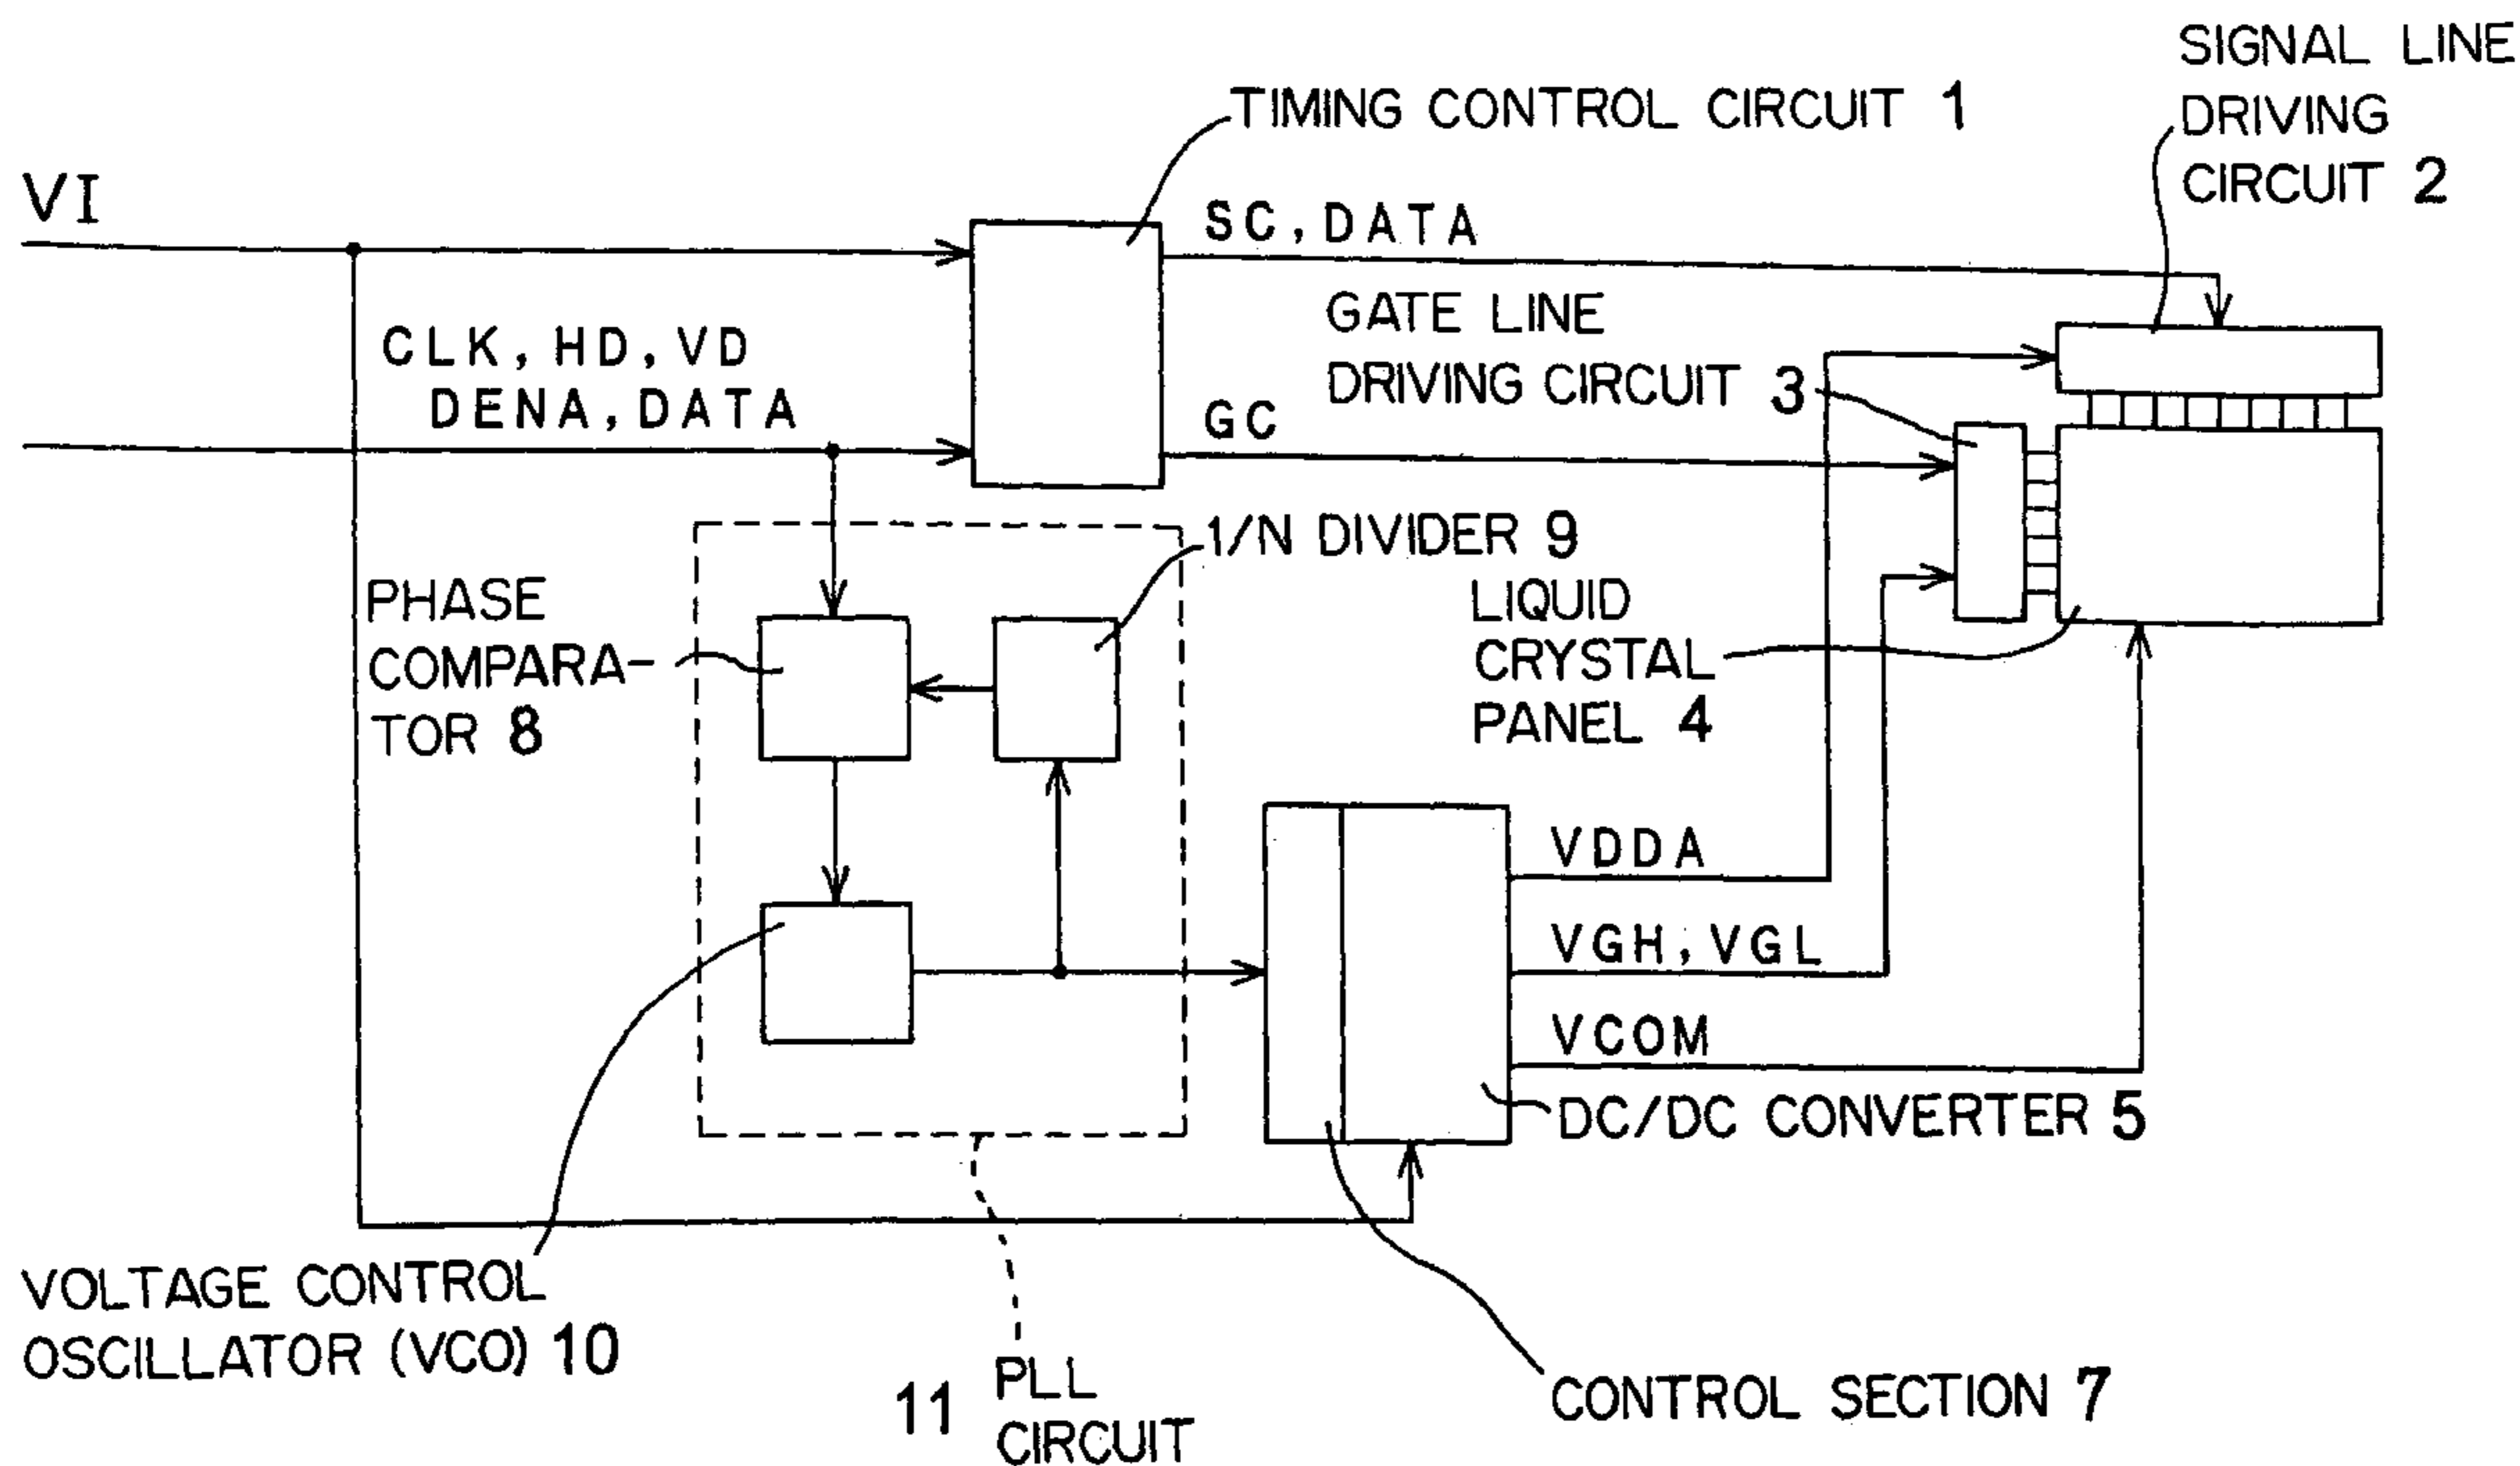 SIGNAL LINE
DRIVING
CIRCUIT 2
TIMING CONTROL CIRCUIT 1
VI
SC, DATA
GATE LINE
DRIVING CIRCUIT 3
CLK, HD, VD
DENA, DATA
GC
1/N DIVIDER 9
PHASE
COMPARA-
TOR 8
LIQUID
CRYSTAL
PANEL 4
VDDA
VGH, VGL
VCOM
DC/DC CONVERTER 5
VOLTAGE CONTROL
OSCILLATOR (VCO) 10
11 PLL
CIRCUIT
CONTROL SECTION 7